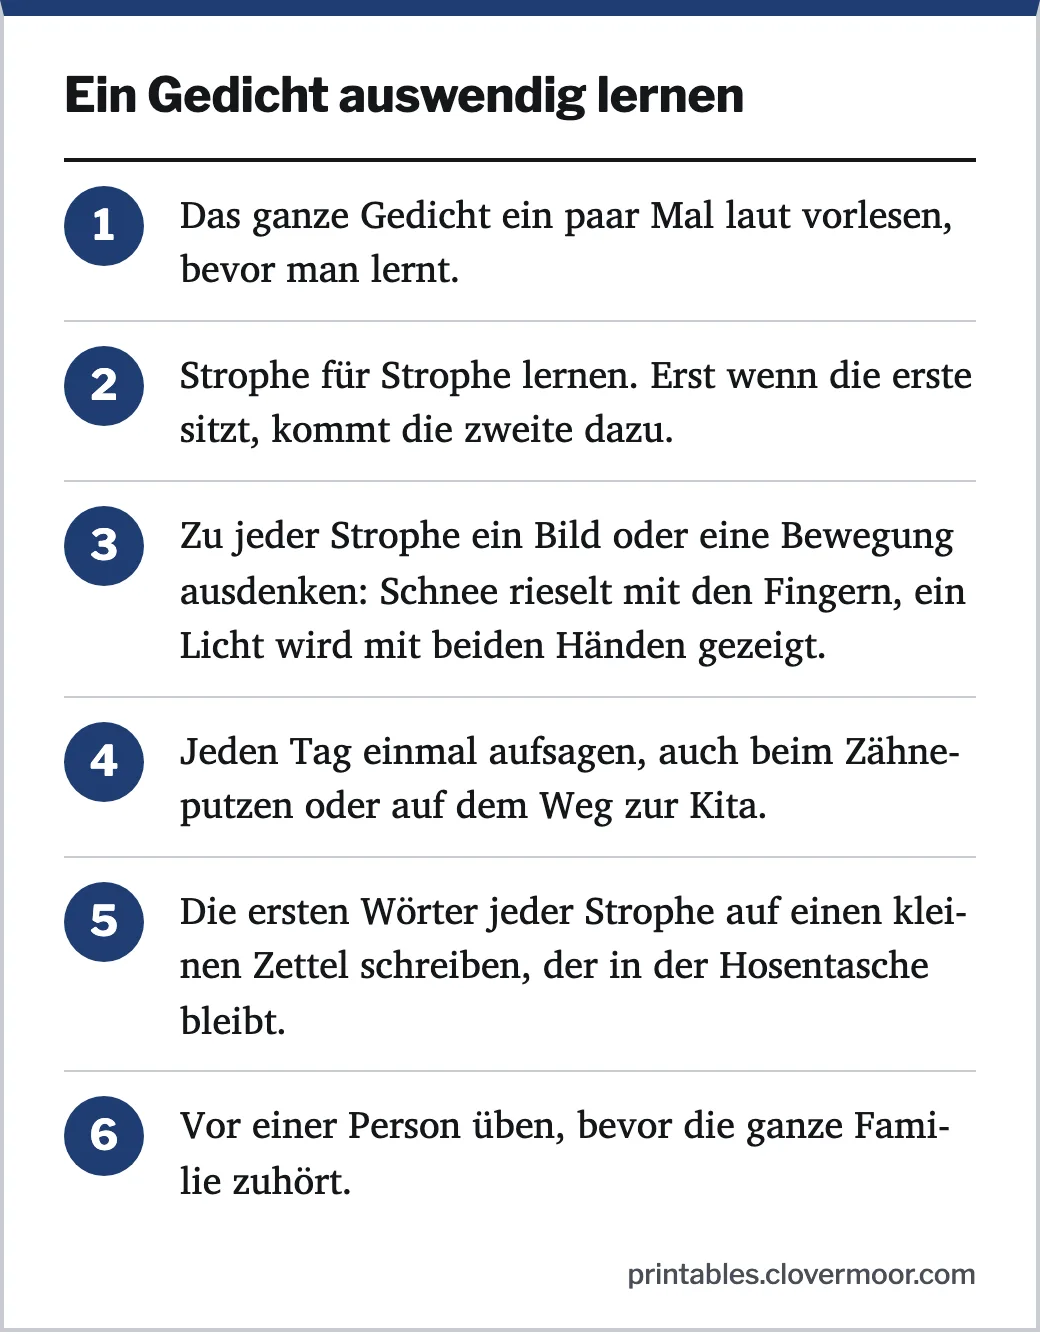 Ein Gedicht auswendig lernen
1
Das ganze Gedicht ein paar Mal laut vorlesen,
bevor man lernt.
2
Strophe für Strophe lernen. Erst wenn die erste
sitzt, kommt die zweite dazu.
3
Zu jeder Strophe ein Bild oder eine Bewegung
ausdenken: Schnee rieselt mit den Fingern, ein
Licht wird mit beiden Händen gezeigt.
4
Jeden Tag einmal aufsagen, auch beim Zähne-
putzen oder auf dem Weg zur Kita.
5
Die ersten Wörter jeder Strophe auf einen klei-
nen Zettel schreiben, der in der Hosentasche
bleibt.
6
Vor einer Person üben, bevor die ganze Fami-
lie zuhört.
printables.clovermoor.com